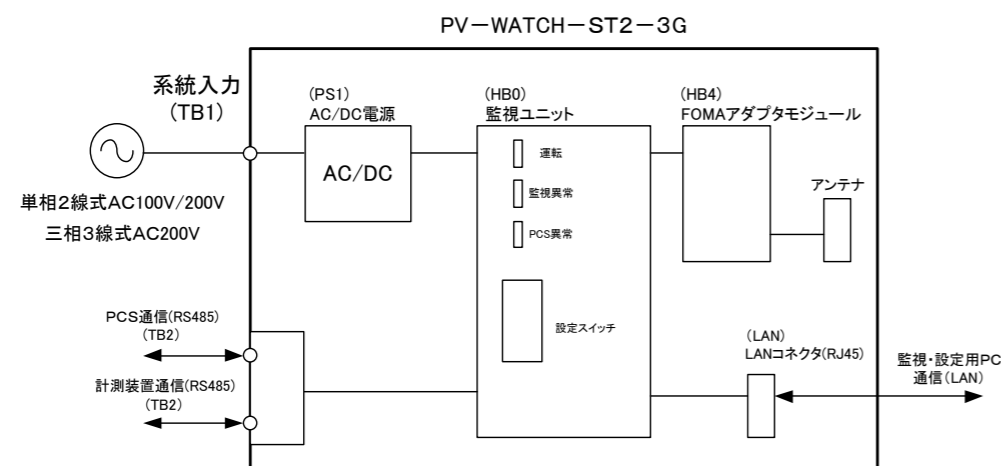 PV－WATCH－ST2－3G
系統入力
(TB1)
(PS1)
AC/DC電源
AC/DC
(HB0)
監視ユニット
運転
監視異常
PCS異常
設定スイッチ
(HB4)
FOMAアダプタモジュール
アンテナ
単相2線式AC100V/200V
三相3線式AC200V
PCS通信(RS485)
(TB2)
計測装置通信(RS485)
(TB2)
(LAN)
LANコネクタ(RJ45)
監視・設定用PC
通信(LAN)